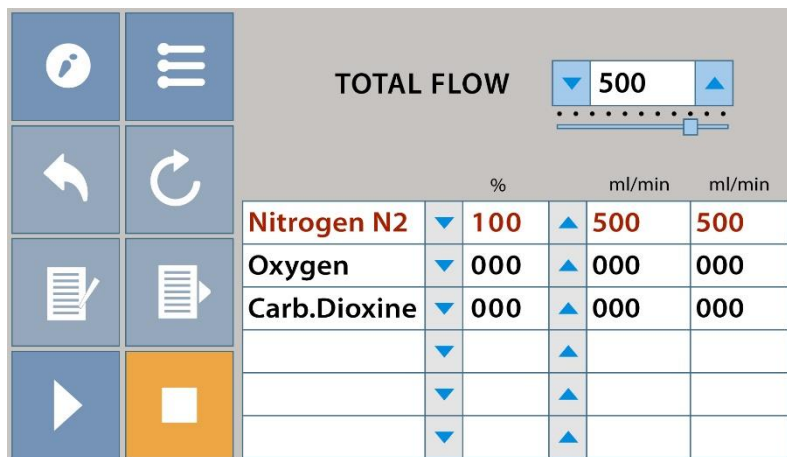 TOTAL FLOW 500
% ml/min ml/min
Nitrogen N2 100 500 500
Oxygen 000 000 000
Carb.Dioxine 000 000 000